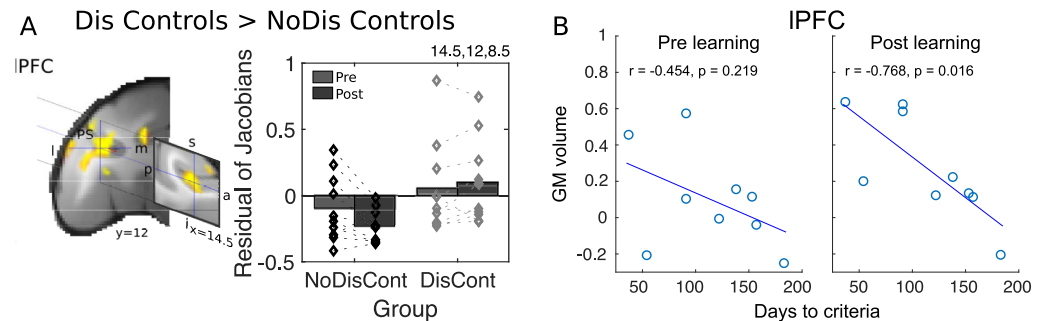 A
Dis Controls > NoDis Controls
lPFC
PS
l
m
p
s
a
i
y=12
x=14.5
14.5,12,8.5
Pre
Post
Residual of Jacobians
1
0.5
0
-0.5
NoDisCont DisCont
Group
B
lPFC
Pre learning
r = -0.454, p = 0.219
Post learning
r = -0.768, p = 0.016
GM volume
1
0.8
0.6
0.4
0.2
0
-0.2
50 100 150 200
50 100 150 200
Days to criteria